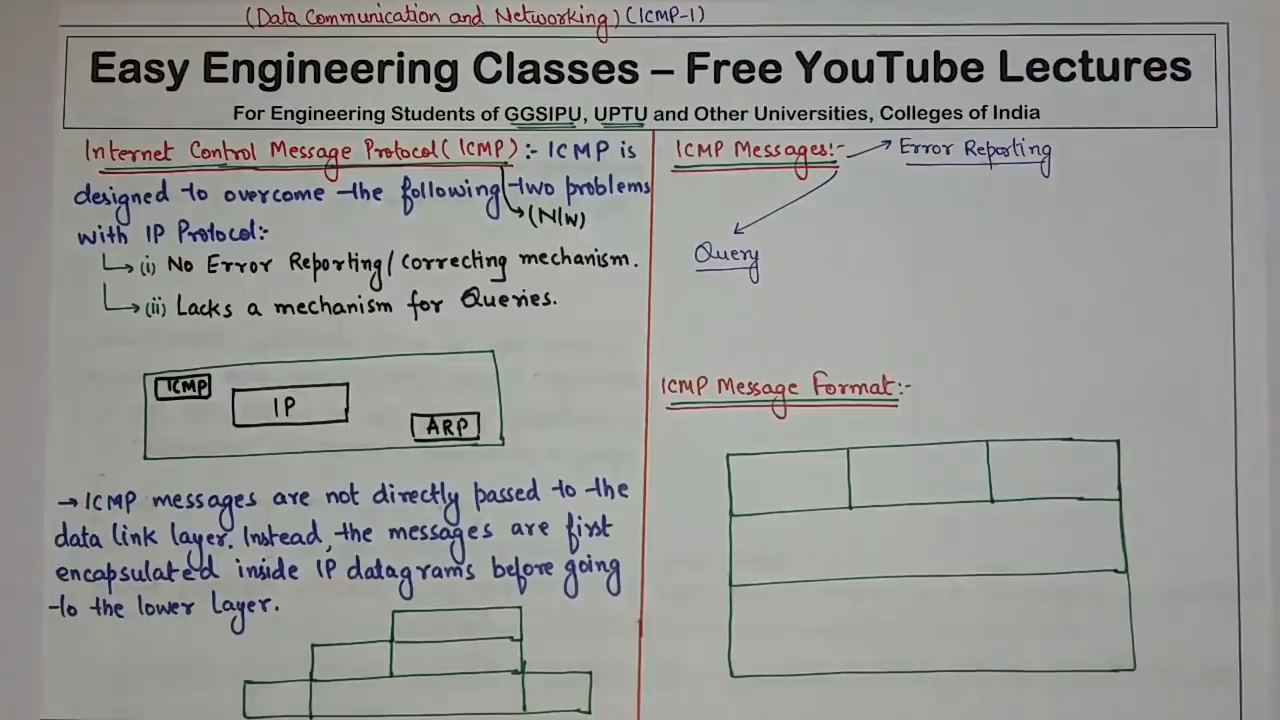 (Data Communication and Networking) (ICMP-1)
Easy Engineering Classes – Free YouTube Lectures
For Engineering Students of GGSIPU, UPTU and Other Universities, Colleges of India
Internet Control Message Protocol (ICMP) :- ICMP is
designed to overcome the following two problems
(N/W)
with IP Protocol:-
(i) No Error Reporting/Correcting mechanism.
(ii) Lacks a mechanism for Queries.
ICMP
IP
ARP
→ ICMP messages are not directly passed to the
data link layer. Instead, the messages are first
encapsulated inside IP datagrams before going
to the lower layer.
ICMP Messages:- → Error Reporting
Query
ICMP Message Format:-